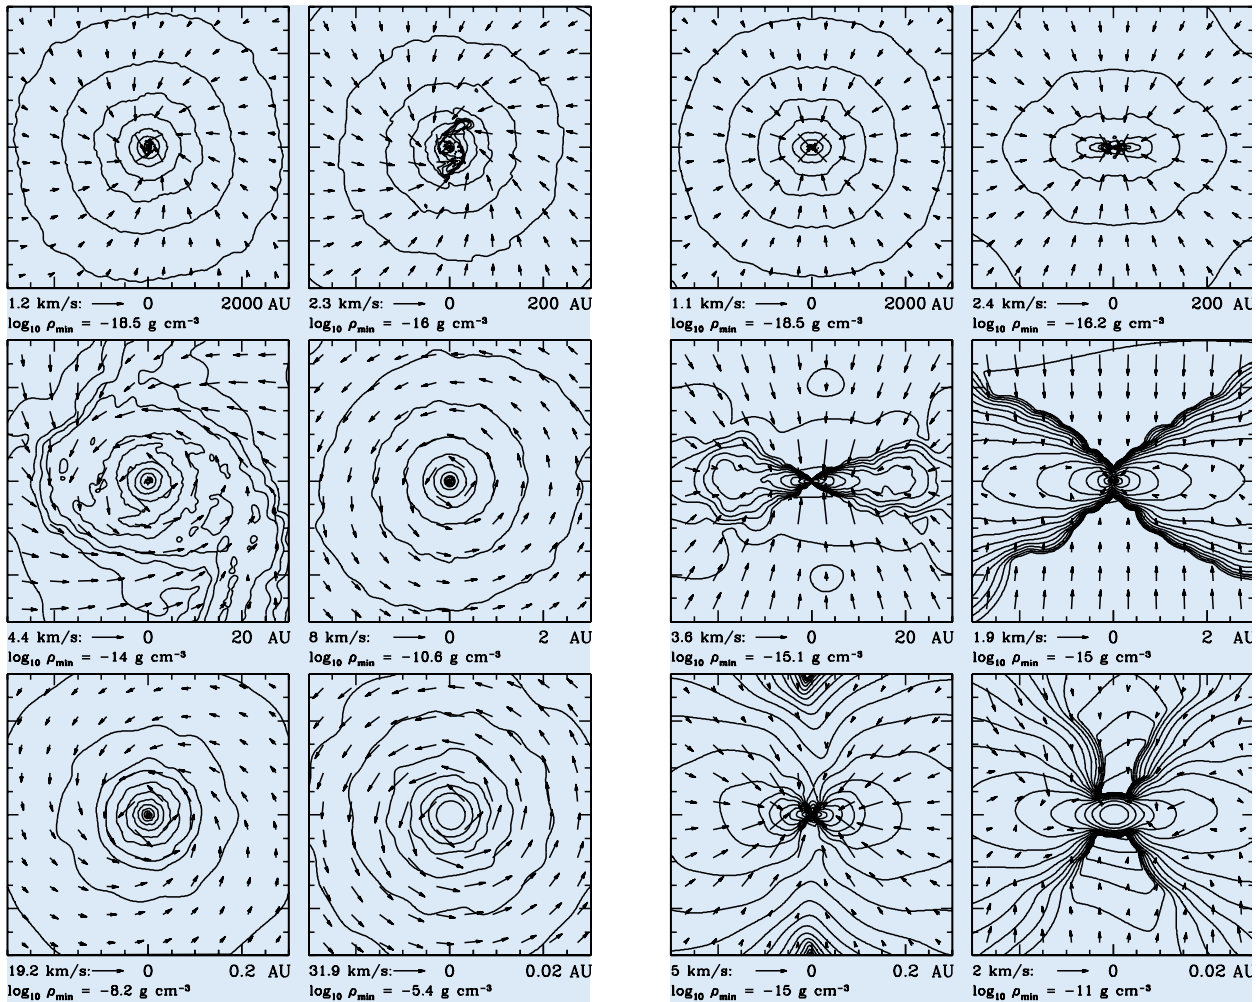 1.2 km/s: 0 2000 AU
log10 ρmin = −18.5 g cm−3
2.3 km/s: 0 200 AU
log10 ρmin = −16 g cm−3
1.1 km/s: 0 2000 AU
log10 ρmin = −18.5 g cm−3
2.4 km/s: 0 200 AU
log10 ρmin = −16.2 g cm−3
4.4 km/s: 0 20 AU
log10 ρmin = −14 g cm−3
8 km/s: 0 2 AU
log10 ρmin = −10.6 g cm−3
3.6 km/s: 0 20 AU
log10 ρmin = −15.1 g cm−3
1.9 km/s: 0 2 AU
log10 ρmin = −15 g cm−3
19.2 km/s: 0 0.2 AU
log10 ρmin = −8.2 g cm−3
31.9 km/s: 0 0.02 AU
log10 ρmin = −5.4 g cm−3
5 km/s: 0 0.2 AU
log10 ρmin = −15 g cm−3
2 km/s: 0 0.02 AU
log10 ρmin = −11 g cm−3